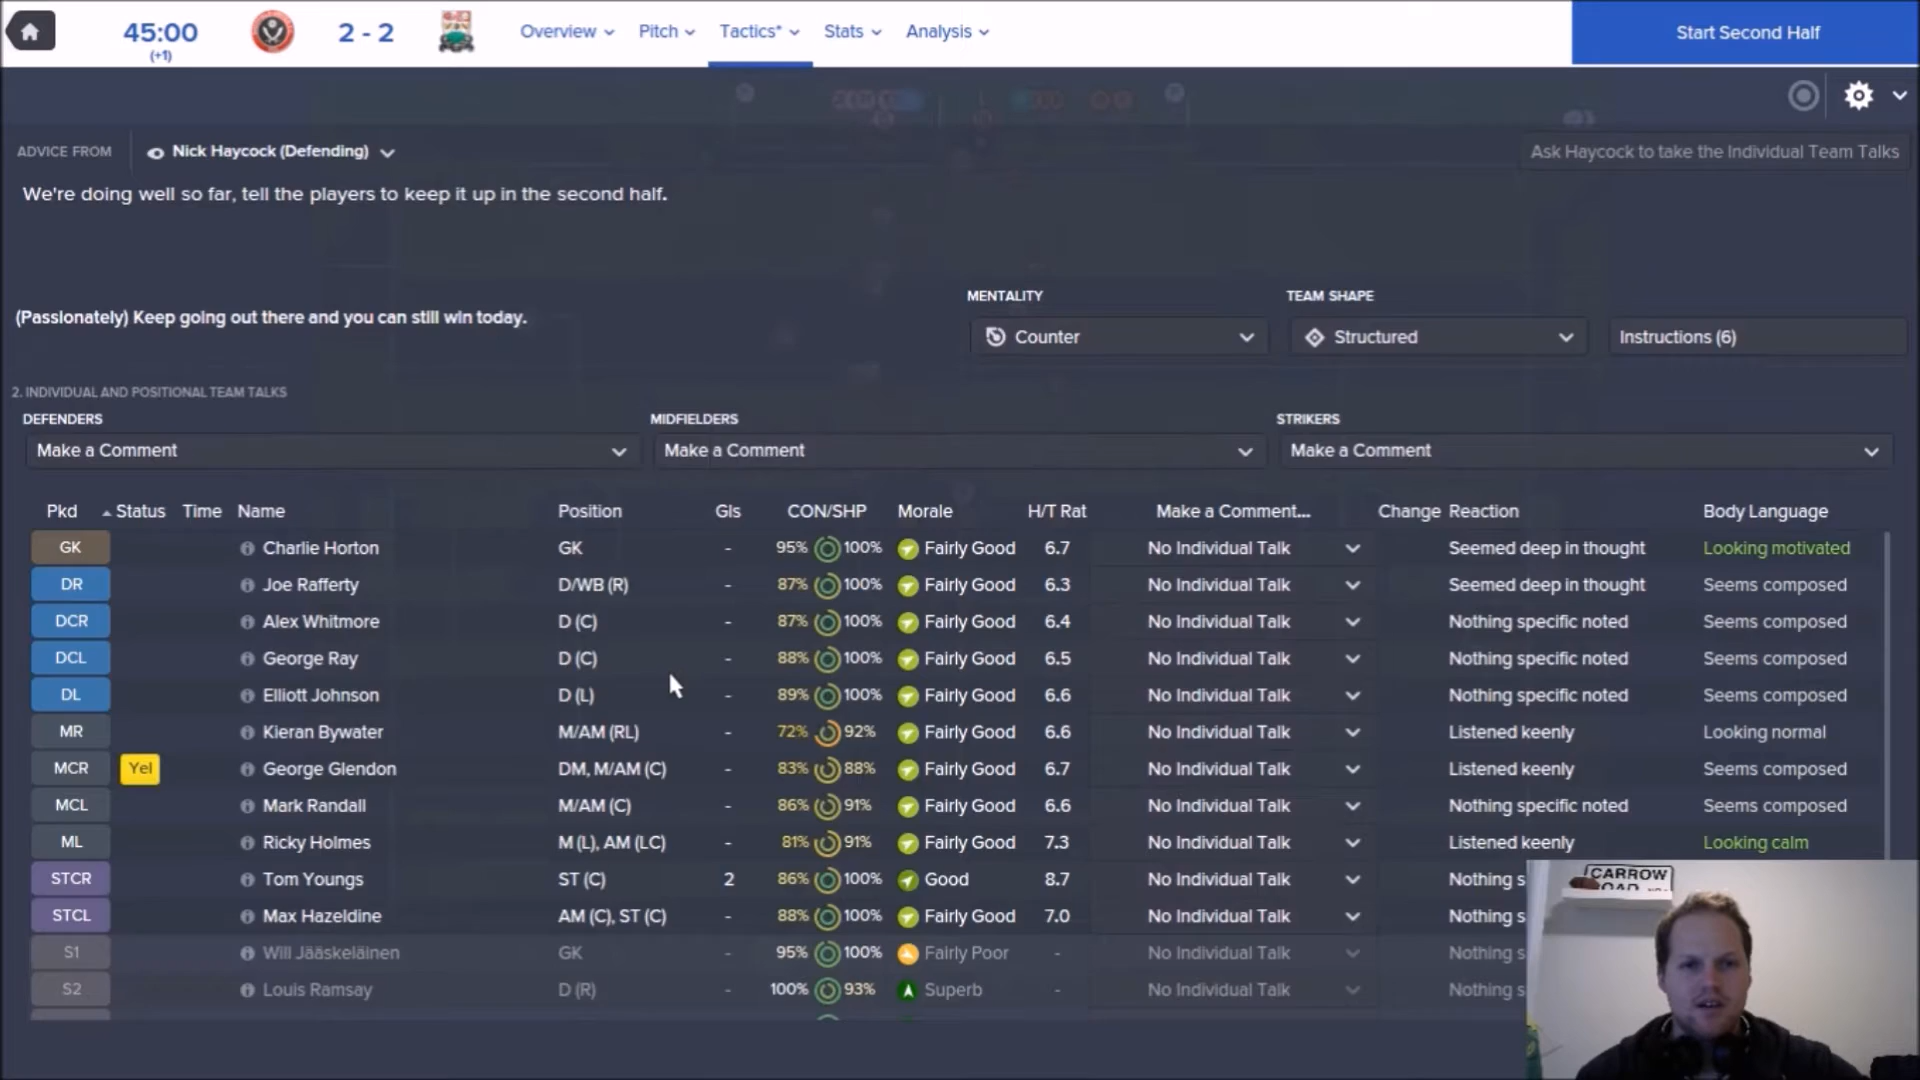 45:00 2 - 2 Overview Pitch Tactics* Stats Analysis Start Second Half
(+1)
ADVICE FROM Nick Haycock (Defending) Ask Haycock to take the Individual Team Talks
We're doing well so far, tell the players to keep it up in the second half.
MENTALITY TEAM SHAPE
(Passionately) Keep going out there and you can still win today. Counter Structured Instructions (6)
2. INDIVIDUAL AND POSITIONAL TEAM TALKS
DEFENDERS MIDFIELDERS STRIKERS
Make a Comment Make a Comment Make a Comment
Pkd Status Time Name Position Gls CON/SHP Morale H/T Rat Make a Comment... Change Reaction Body Language
GK Charlie Horton GK - 95% 100% Fairly Good 6.7 No Individual Talk Seemed deep in thought Looking motivated
DR Joe Rafferty D/WB (R) - 87% 100% Fairly Good 6.3 No Individual Talk Seemed deep in thought Seems composed
DCR Alex Whitmore D (C) - 87% 100% Fairly Good 6.4 No Individual Talk Nothing specific noted Seems composed
DCL George Ray D (C) - 88% 100% Fairly Good 6.5 No Individual Talk Nothing specific noted Seems composed
DL Elliott Johnson D (L) - 89% 100% Fairly Good 6.6 No Individual Talk Nothing specific noted Seems composed
MR Kieran Bywater M/AM (RL) - 72% 92% Fairly Good 6.6 No Individual Talk Listened keenly Looking normal
MCR Yel George Glendon DM, M/AM (C) - 83% 88% Fairly Good 6.7 No Individual Talk Listened keenly Seems composed
MCL Mark Randall M/AM (C) - 86% 91% Fairly Good 6.6 No Individual Talk Nothing specific noted Seems composed
ML Ricky Holmes M (L), AM (LC) - 81% 91% Fairly Good 7.3 No Individual Talk Listened keenly Looking calm
STCR Tom Youngs ST (C) 2 86% 100% Good 8.7 No Individual Talk Nothing s
STCL Max Hazeldine AM (C), ST (C) - 88% 100% Fairly Good 7.0 No Individual Talk Nothing s
S1 Will Jääskeläinen GK - 95% 100% Fairly Poor - No Individual Talk Nothing s
S2 Louis Ramsay D (R) - 100% 93% Superb - No Individual Talk Nothing s
CARROW